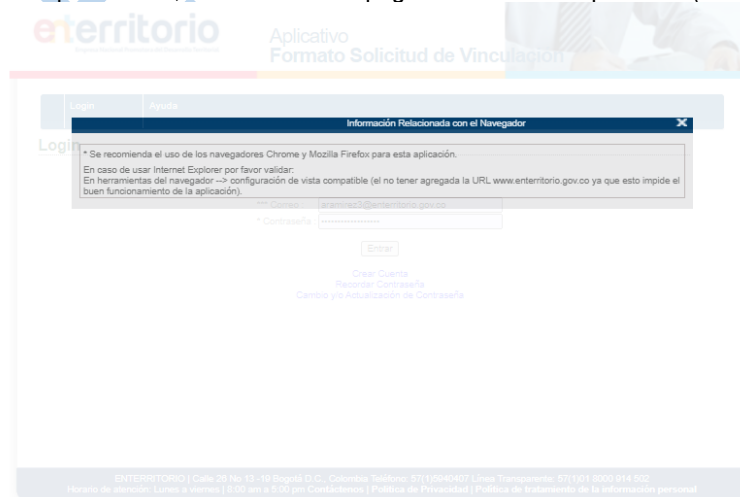 eterritorio
Aplicativo
Formato Solicitud de Vinculación
Login Ayuda
Información Relacionada con el Navegador X
Login
* Se recomienda el uso de los navegadores Chrome y Mozilla Firefox para esta aplicación.
En caso de usar Internet Explorer por favor validar:
En herramientas del navegador --> configuración de vista compatible (el no tener agregada la URL www.enterritorio.gov.co ya que esto impide el
buen funcionamiento de la aplicación).
Correo : aramirez3@enterritorio.gov.co
* Contraseña
Entrar
Crear Cuenta
Recordar Contraseña
Cambio y/o Actualización de Contraseña
ENTERRITORIO | Calle 26 No 13 -19 Bogotá D.C., Colombia Teléfono: 57(1)5940407 Línea Transparente: 57(1)01 8000 914 502
Horario de atención: Lunes a viernes | 8:00 am a 5:00 pm Contáctenos | Política de Privacidad | Política de tratamiento de la información personal